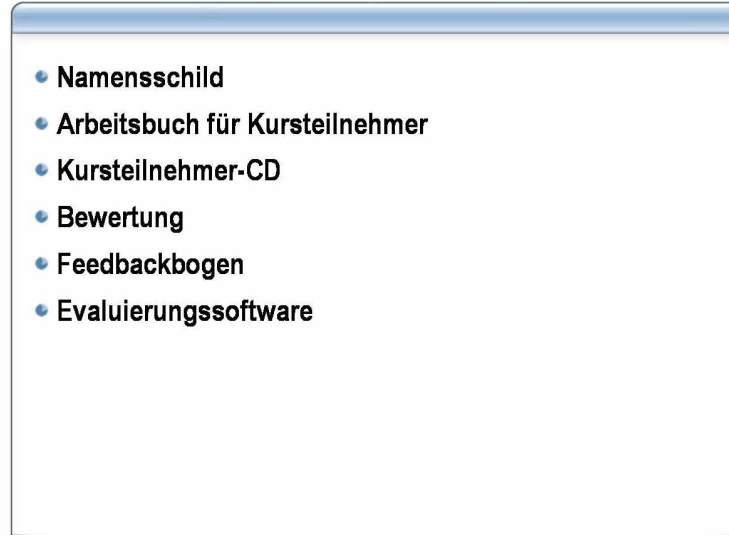 Namensschild
Arbeitsbuch für Kursteilnehmer
Kursteilnehmer-CD
Bewertung
Feedbackbogen
Evaluierungssoftware